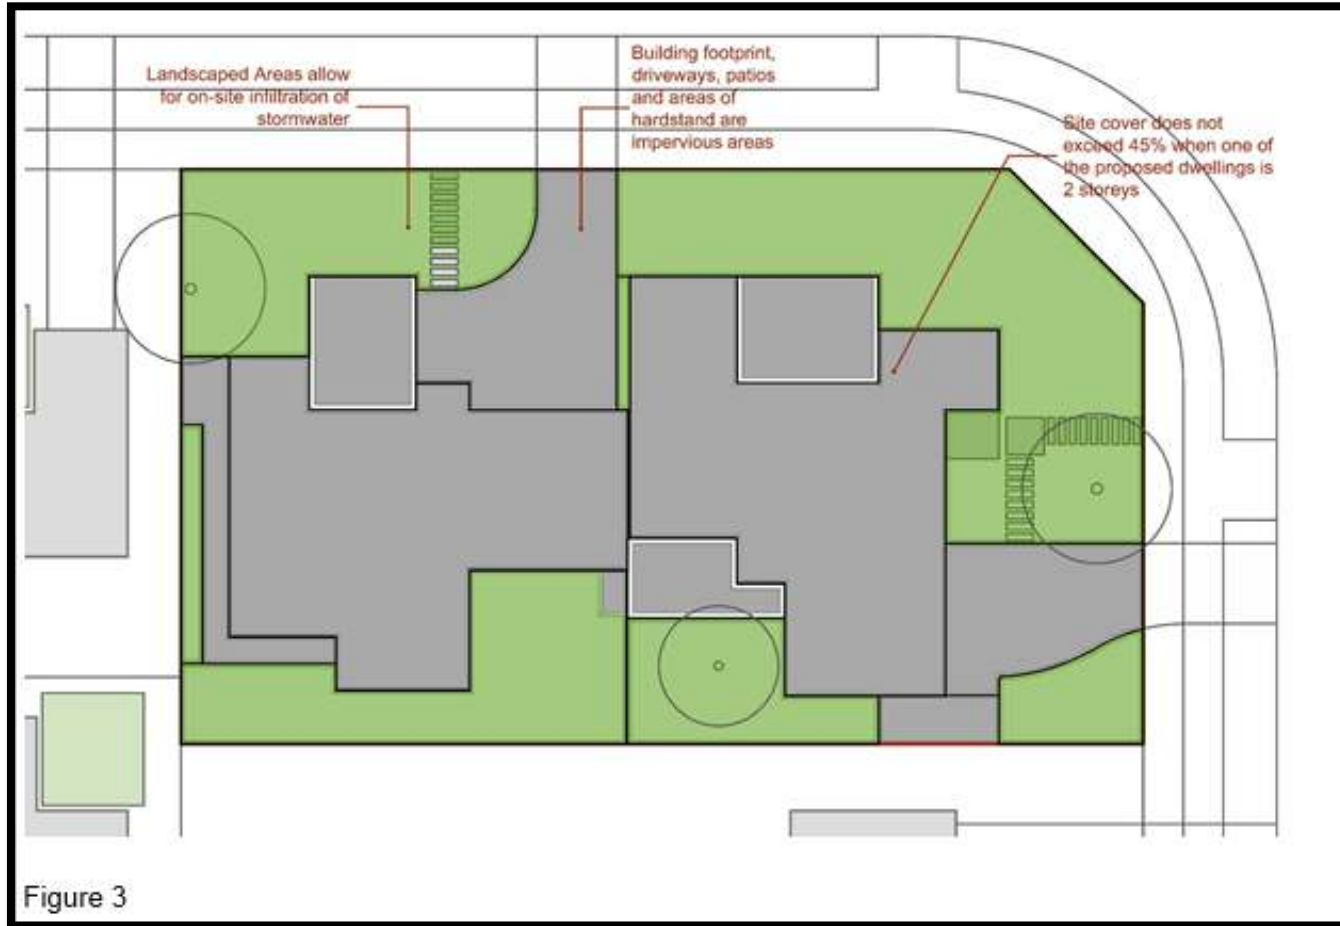 Landscaped Areas allow
for on-site infiltration of
stormwater
Building footprint,
driveways, patios
and areas of
hardstand are
impervious areas
Site cover does not
exceed 45% when one of
the proposed dwellings is
2 storeys
Figure 3